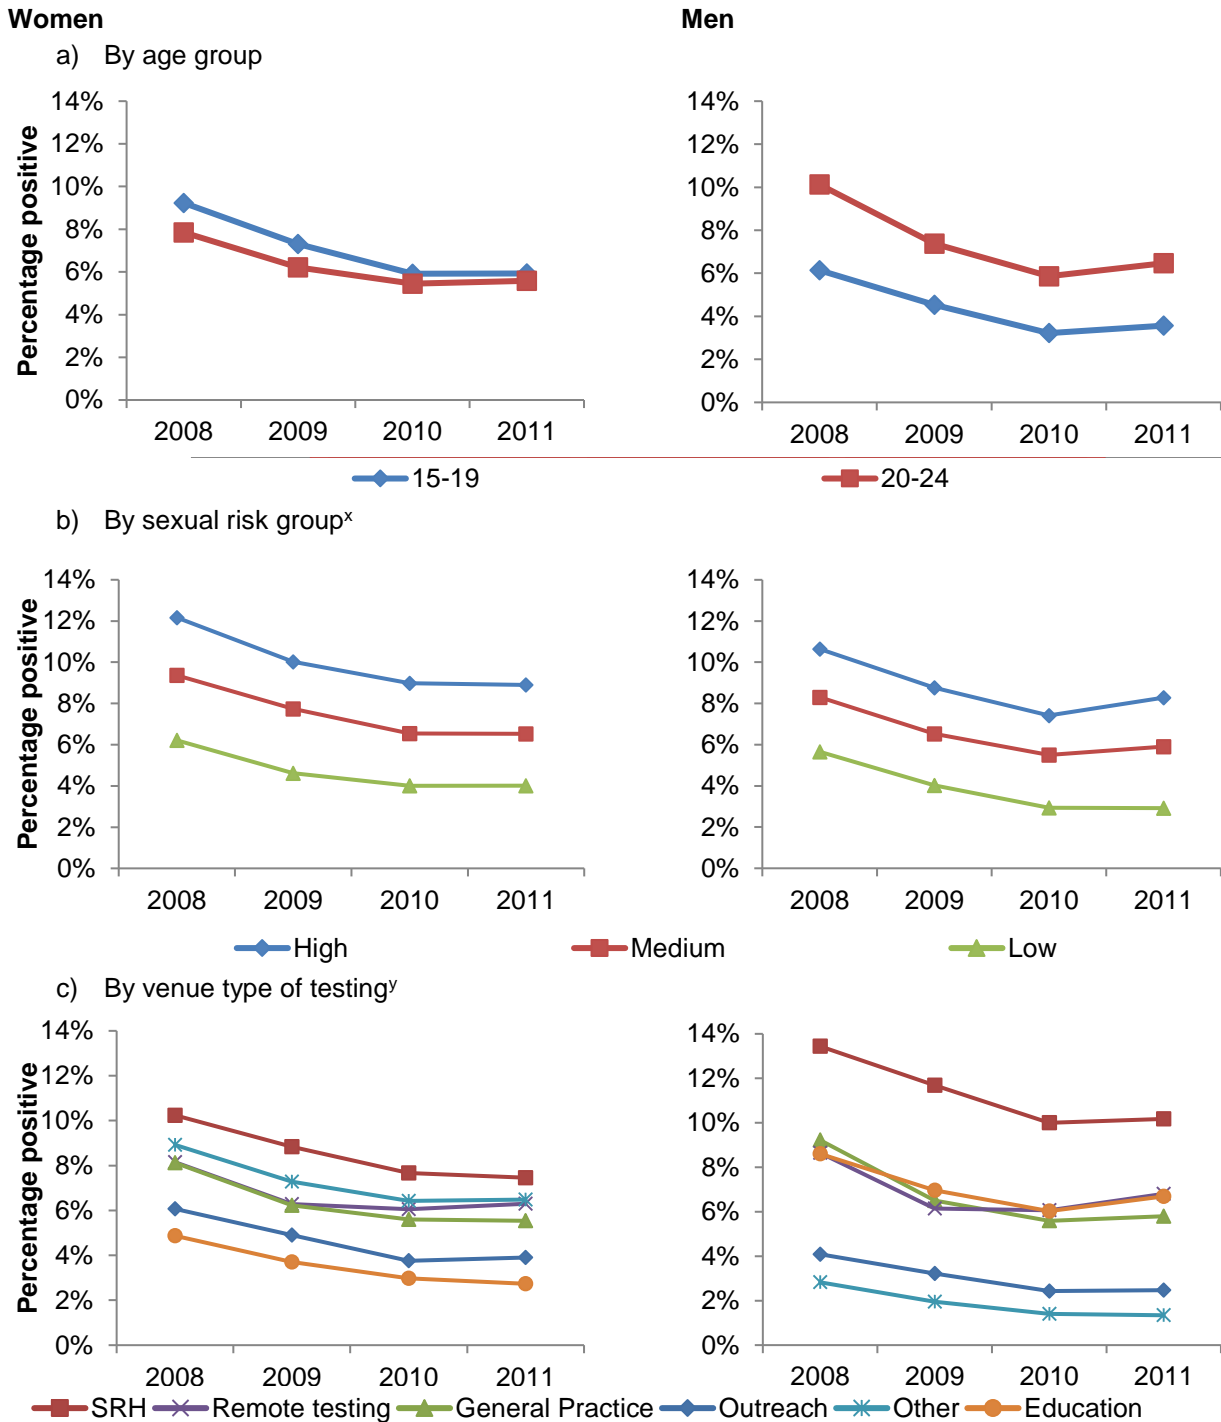 Women Men
a) By age group
14% 14%
12% 12%
10% 10%
8% 8%
6% 6%
4% 4%
2% 2%
0% 0%
Percentage positive
2008 2009 2010 2011 2008 2009 2010 2011
15-19 20-24
b) By sexual risk groupˣ
14% 14%
12% 12%
10% 10%
8% 8%
6% 6%
4% 4%
2% 2%
0% 0%
Percentage positive
2008 2009 2010 2011 2008 2009 2010 2011
High Medium Low
c) By venue type of testingʸ
14% 14%
12% 12%
10% 10%
8% 8%
6% 6%
4% 4%
2% 2%
0% 0%
Percentage positive
2008 2009 2010 2011 2008 2009 2010 2011
SRH Remote testing General Practice Outreach Other Education